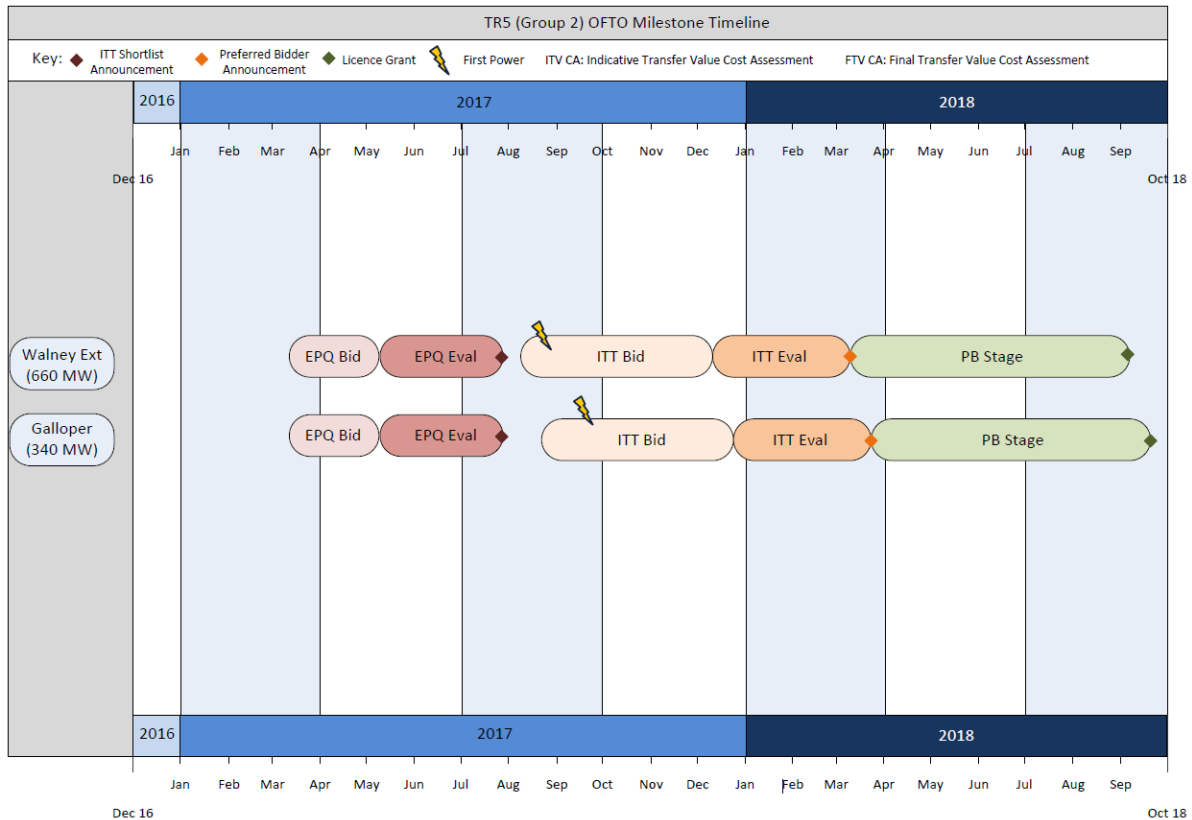 TR5 (Group 2) OFTO Milestone Timeline
Key: ITT Shortlist Announcement Preferred Bidder Announcement Licence Grant First Power ITV CA: Indicative Transfer Value Cost Assessment FTV CA: Final Transfer Value Cost Assessment
2016 2017 2018
Jan Feb Mar Apr May Jun Jul Aug Sep Oct Nov Dec Jan Feb Mar Apr May Jun Jul Aug Sep
Dec 16 Oct 18
Walney Ext
(660 MW)
EPQ Bid EPQ Eval ITT Bid ITT Eval PB Stage
Galloper
(340 MW)
EPQ Bid EPQ Eval ITT Bid ITT Eval PB Stage
2016 2017 2018
Jan Feb Mar Apr May Jun Jul Aug Sep Oct Nov Dec Jan Feb Mar Apr May Jun Jul Aug Sep
Dec 16 Oct 18